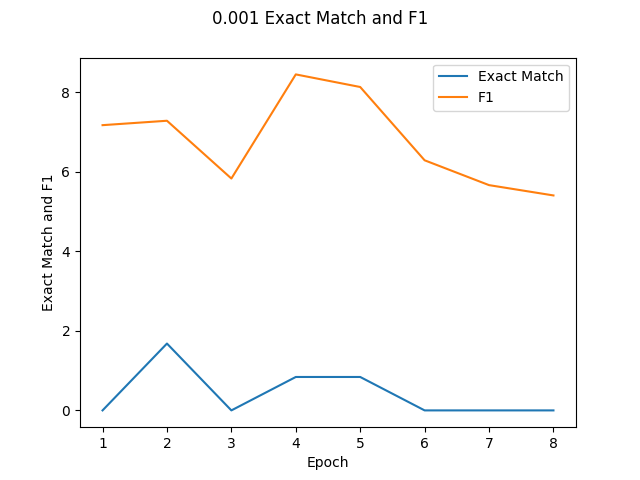 0.001 Exact Match and F1
Exact Match
F1
Exact Match and F1
8
6
4
2
0
1 2 3 4 5 6 7 8
Epoch